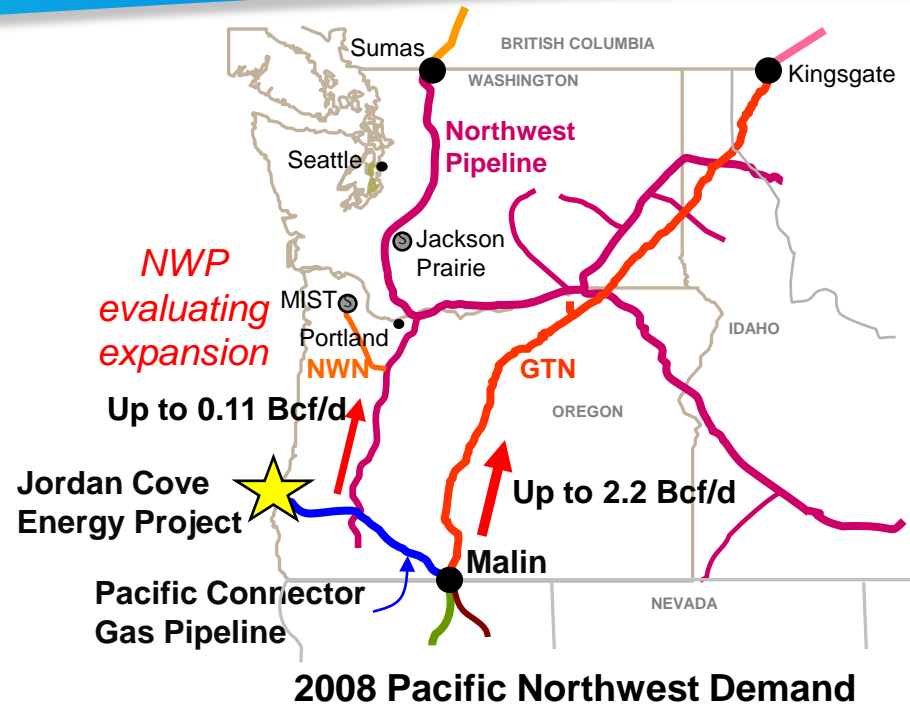 Sumas
BRITISH COLUMBIA
WASHINGTON
Kingsgate
Northwest
Pipeline
Seattle
S Jackson
Prairie
NWP
evaluating
expansion
MIST S
Portland
IDAHO
NWN
GTN
Up to 0.11 Bcf/d
OREGON
Jordan Cove
Energy Project
Up to 2.2 Bcf/d
Malin
Pacific Connector
Gas Pipeline
NEVADA
2008 Pacific Northwest Demand